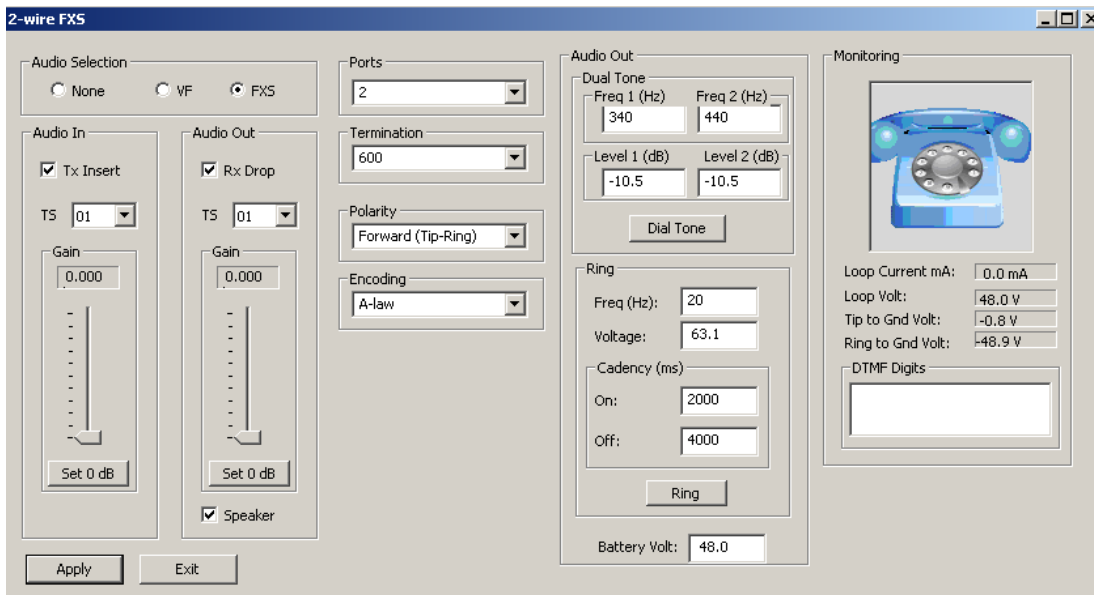 2-wire FXS
Audio Selection
None VF FXS
Audio In
Tx Insert
TS 01
Gain
0.000
Set 0 dB
Audio Out
Rx Drop
TS 01
Gain
0.000
Set 0 dB
Speaker
Apply Exit
Ports
2
Termination
600
Polarity
Forward (Tip-Ring)
Encoding
A-law
Audio Out
Dual Tone
Freq 1 (Hz) Freq 2 (Hz)
340 440
Level 1 (dB) Level 2 (dB)
-10.5 -10.5
Dial Tone
Ring
Freq (Hz): 20
Voltage: 63.1
Cadency (ms)
On: 2000
Off: 4000
Ring
Battery Volt: 48.0
Monitoring
Loop Current mA: 0.0 mA
Loop Volt: 48.0 V
Tip to Gnd Volt: -0.8 V
Ring to Gnd Volt: -48.9 V
DTMF Digits